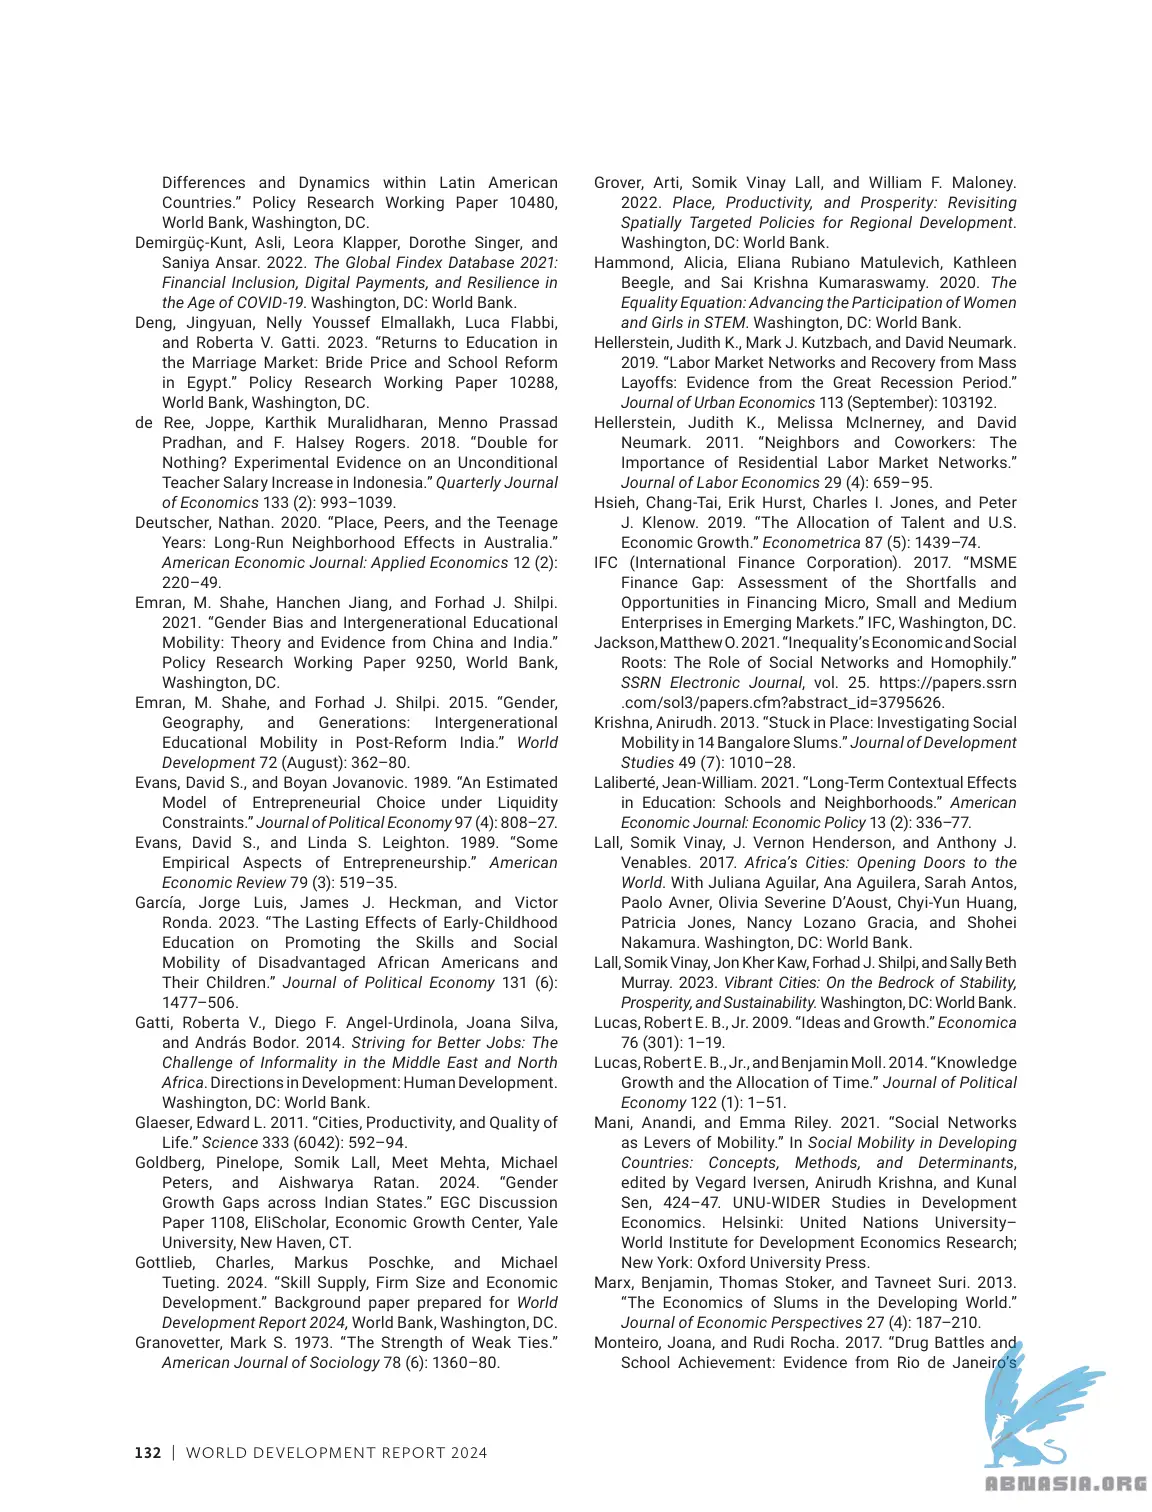 Differences and Dynamics within Latin American
Countries.” Policy Research Working Paper 10480,
World Bank, Washington, DC.
Demirgüç-Kunt, Asli, Leora Klapper, Dorothe Singer, and
Saniya Ansar. 2022. The Global Findex Database 2021:
Financial Inclusion, Digital Payments, and Resilience in
the Age of COVID-19. Washington, DC: World Bank.
Deng, Jingyuan, Nelly Youssef Elmallakh, Luca Flabbi,
and Roberta V. Gatti. 2023. “Returns to Education in
the Marriage Market: Bride Price and School Reform
in Egypt.” Policy Research Working Paper 10288,
World Bank, Washington, DC.
de Ree, Joppe, Karthik Muralidharan, Menno Prassad
Pradhan, and F. Halsey Rogers. 2018. “Double for
Nothing? Experimental Evidence on an Unconditional
Teacher Salary Increase in Indonesia.” Quarterly Journal
of Economics 133 (2): 993–1039.
Deutscher, Nathan. 2020. “Place, Peers, and the Teenage
Years: Long-Run Neighborhood Effects in Australia.”
American Economic Journal: Applied Economics 12 (2):
220–49.
Emran, M. Shahe, Hanchen Jiang, and Forhad J. Shilpi.
2021. “Gender Bias and Intergenerational Educational
Mobility: Theory and Evidence from China and India.”
Policy Research Working Paper 9250, World Bank,
Washington, DC.
Emran, M. Shahe, and Forhad J. Shilpi. 2015. “Gender,
Geography, and Generations: Intergenerational
Educational Mobility in Post-Reform India.” World
Development 72 (August): 362–80.
Evans, David S., and Boyan Jovanovic. 1989. “An Estimated
Model of Entrepreneurial Choice under Liquidity
Constraints.” Journal of Political Economy 97 (4): 808–27.
Evans, David S., and Linda S. Leighton. 1989. “Some
Empirical Aspects of Entrepreneurship.” American
Economic Review 79 (3): 519–35.
García, Jorge Luis, James J. Heckman, and Victor
Ronda. 2023. “The Lasting Effects of Early-Childhood
Education on Promoting the Skills and Social
Mobility of Disadvantaged African Americans and
Their Children.” Journal of Political Economy 131 (6):
1477–506.
Gatti, Roberta V., Diego F. Angel-Urdinola, Joana Silva,
and András Bodor. 2014. Striving for Better Jobs: The
Challenge of Informality in the Middle East and North
Africa. Directions in Development: Human Development.
Washington, DC: World Bank.
Glaeser, Edward L. 2011. “Cities, Productivity, and Quality of
Life.” Science 333 (6042): 592–94.
Goldberg, Pinelope, Somik Lall, Meet Mehta, Michael
Peters, and Aishwarya Ratan. 2024. “Gender
Growth Gaps across Indian States.” EGC Discussion
Paper 1108, EliScholar, Economic Growth Center, Yale
University, New Haven, CT.
Gottlieb, Charles, Markus Poschke, and Michael
Tueting. 2024. “Skill Supply, Firm Size and Economic
Development.” Background paper prepared for World
Development Report 2024, World Bank, Washington, DC.
Granovetter, Mark S. 1973. “The Strength of Weak Ties.”
American Journal of Sociology 78 (6): 1360–80.
Grover, Arti, Somik Vinay Lall, and William F. Maloney.
2022. Place, Productivity, and Prosperity: Revisiting
Spatially Targeted Policies for Regional Development.
Washington, DC: World Bank.
Hammond, Alicia, Eliana Rubiano Matulevich, Kathleen
Beegle, and Sai Krishna Kumaraswamy. 2020. The
Equality Equation: Advancing the Participation of Women
and Girls in STEM. Washington, DC: World Bank.
Hellerstein, Judith K., Mark J. Kutzbach, and David Neumark.
2019. “Labor Market Networks and Recovery from Mass
Layoffs: Evidence from the Great Recession Period.”
Journal of Urban Economics 113 (September): 103192.
Hellerstein, Judith K., Melissa McInerney, and David
Neumark. 2011. “Neighbors and Coworkers: The
Importance of Residential Labor Market Networks.”
Journal of Labor Economics 29 (4): 659–95.
Hsieh, Chang-Tai, Erik Hurst, Charles I. Jones, and Peter
J. Klenow. 2019. “The Allocation of Talent and U.S.
Economic Growth.” Econometrica 87 (5): 1439–74.
IFC (International Finance Corporation). 2017. “MSME
Finance Gap: Assessment of the Shortfalls and
Opportunities in Financing Micro, Small and Medium
Enterprises in Emerging Markets.” IFC, Washington, DC.
Jackson, Matthew O. 2021. “Inequality’s Economic and Social
Roots: The Role of Social Networks and Homophily.”
SSRN Electronic Journal, vol. 25. https://papers.ssrn
.com/sol3/papers.cfm?abstract_id=3795626.
Krishna, Anirudh. 2013. “Stuck in Place: Investigating Social
Mobility in 14 Bangalore Slums.” Journal of Development
Studies 49 (7): 1010–28.
Laliberté, Jean-William. 2021. “Long-Term Contextual Effects
in Education: Schools and Neighborhoods.” American
Economic Journal: Economic Policy 13 (2): 336–77.
Lall, Somik Vinay, J. Vernon Henderson, and Anthony J.
Venables. 2017. Africa’s Cities: Opening Doors to the
World. With Juliana Aguilar, Ana Aguilera, Sarah Antos,
Paolo Avner, Olivia Severine D’Aoust, Chyi-Yun Huang,
Patricia Jones, Nancy Lozano Gracia, and Shohei
Nakamura. Washington, DC: World Bank.
Lall, Somik Vinay, Jon Kher Kaw, Forhad J. Shilpi, and Sally Beth
Murray. 2023. Vibrant Cities: On the Bedrock of Stability,
Prosperity, and Sustainability. Washington, DC: World Bank.
Lucas, Robert E. B., Jr. 2009. “Ideas and Growth.” Economica
76 (301): 1–19.
Lucas, Robert E. B., Jr., and Benjamin Moll. 2014. “Knowledge
Growth and the Allocation of Time.” Journal of Political
Economy 122 (1): 1–51.
Mani, Anandi, and Emma Riley. 2021. “Social Networks
as Levers of Mobility.” In Social Mobility in Developing
Countries: Concepts, Methods, and Determinants,
edited by Vegard Iversen, Anirudh Krishna, and Kunal
Sen, 424–47. UNU-WIDER Studies in Development
Economics. Helsinki: United Nations University–
World Institute for Development Economics Research;
New York: Oxford University Press.
Marx, Benjamin, Thomas Stoker, and Tavneet Suri. 2013.
“The Economics of Slums in the Developing World.”
Journal of Economic Perspectives 27 (4): 187–210.
Monteiro, Joana, and Rudi Rocha. 2017. “Drug Battles and
School Achievement: Evidence from Rio de Janeiro’s
132 | WORLD DEVELOPMENT REPORT 2024
ABNASIA.ORG